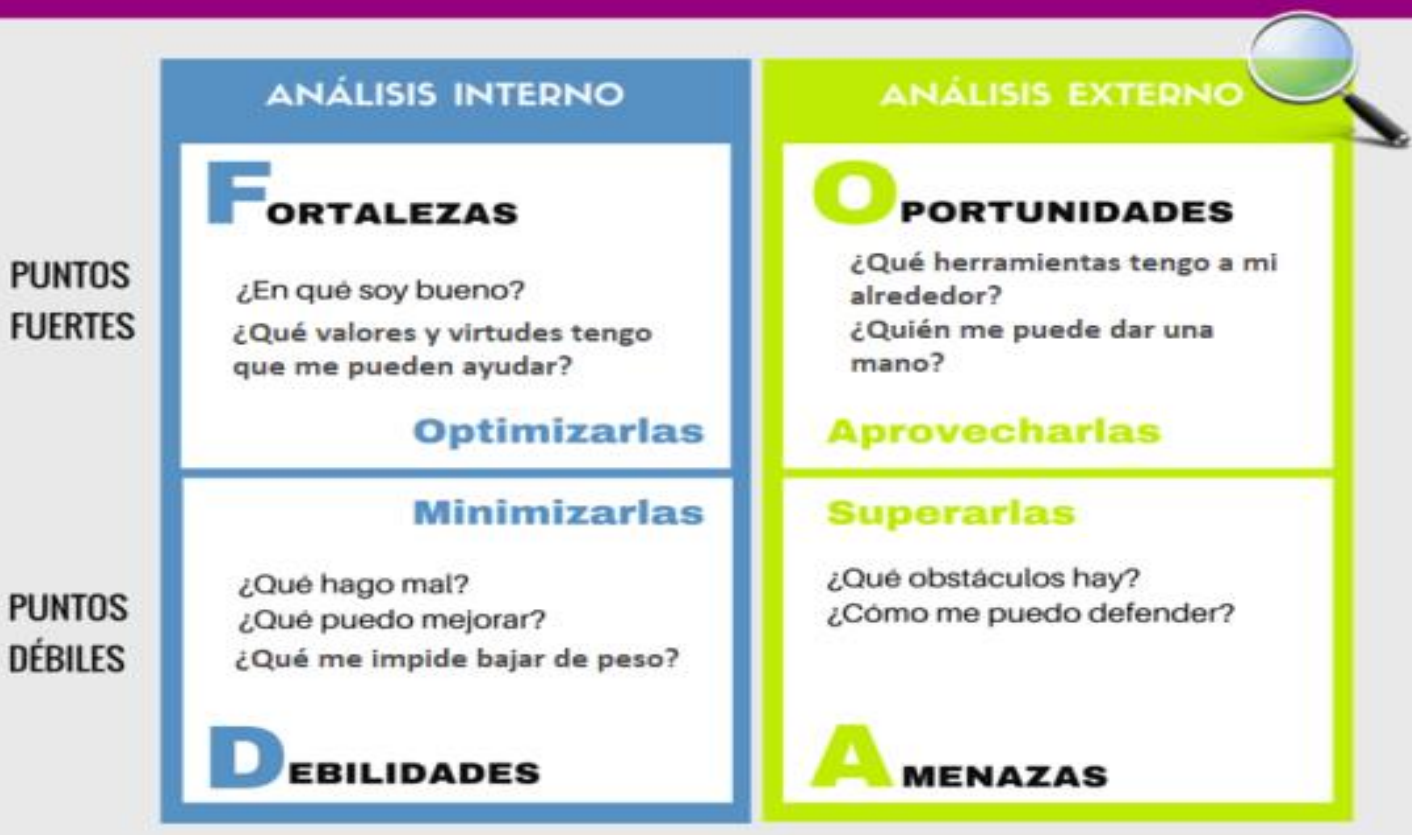 ANÁLISIS INTERNO
FORTALEZAS
PUNTOS
FUERTES
¿En qué soy bueno?
¿Qué valores y virtudes tengo
que me pueden ayudar?
Optimizarlas
Minimizarlas
PUNTOS
DÉBILES
¿Qué hago mal?
¿Qué puedo mejorar?
¿Qué me impide bajar de peso?
DEBILIDADES
ANÁLISIS EXTERNO
OPORTUNIDADES
¿Qué herramientas tengo a mi
alrededor?
¿Quién me puede dar una
mano?
Aprovecharlas
Superarlas
¿Qué obstáculos hay?
¿Cómo me puedo defender?
AMENAZAS